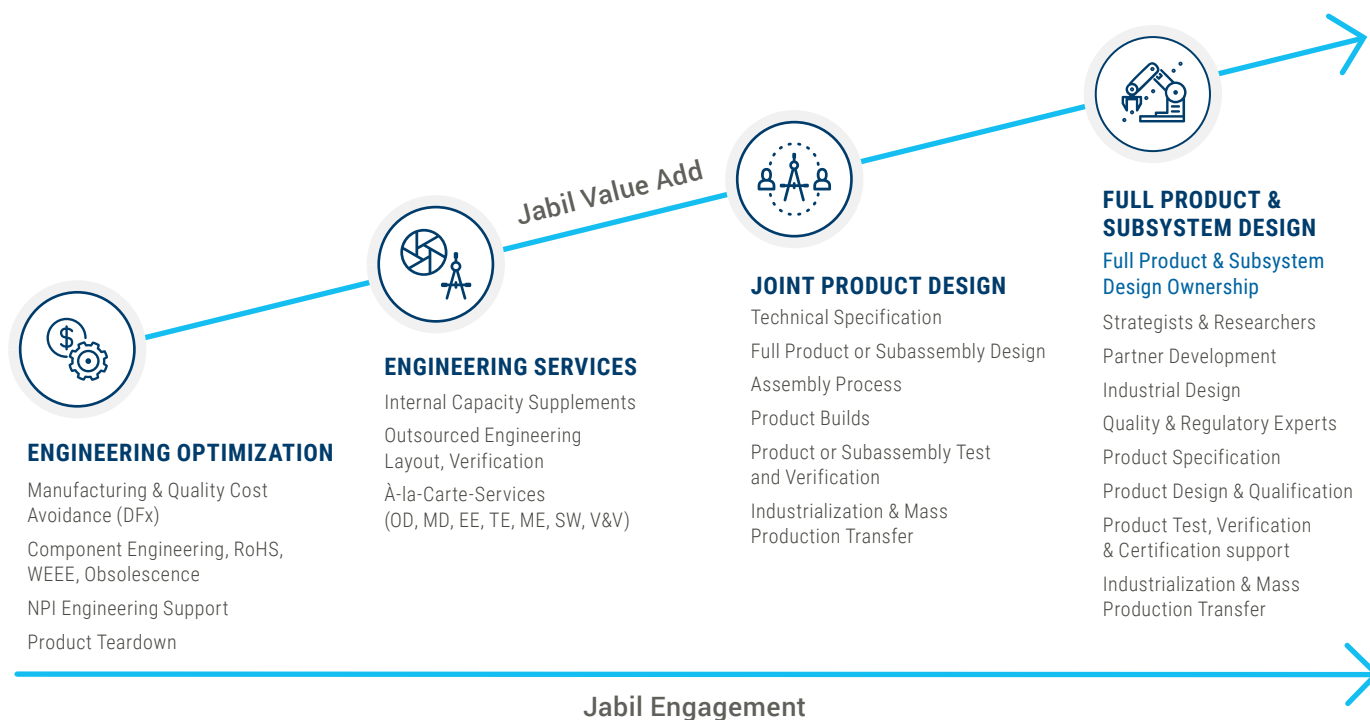 Jabil Value Add
$
ENGINEERING OPTIMIZATION
Manufacturing & Quality Cost
Avoidance (DFx)
Component Engineering, RoHS,
WEEE, Obsolescence
NPI Engineering Support
Product Teardown
ENGINEERING SERVICES
Internal Capacity Supplements
Outsourced Engineering
Layout, Verification
À-la-Carte-Services
(OD, MD, EE, TE, ME, SW, V&V)
JOINT PRODUCT DESIGN
Technical Specification
Full Product or Subassembly Design
Assembly Process
Product Builds
Product or Subassembly Test
and Verification
Industrialization & Mass
Production Transfer
FULL PRODUCT &
SUBSYSTEM DESIGN
Full Product & Subsystem
Design Ownership
Strategists & Researchers
Partner Development
Industrial Design
Quality & Regulatory Experts
Product Specification
Product Design & Qualification
Product Test, Verification
& Certification support
Industrialization & Mass
Production Transfer
Jabil Engagement